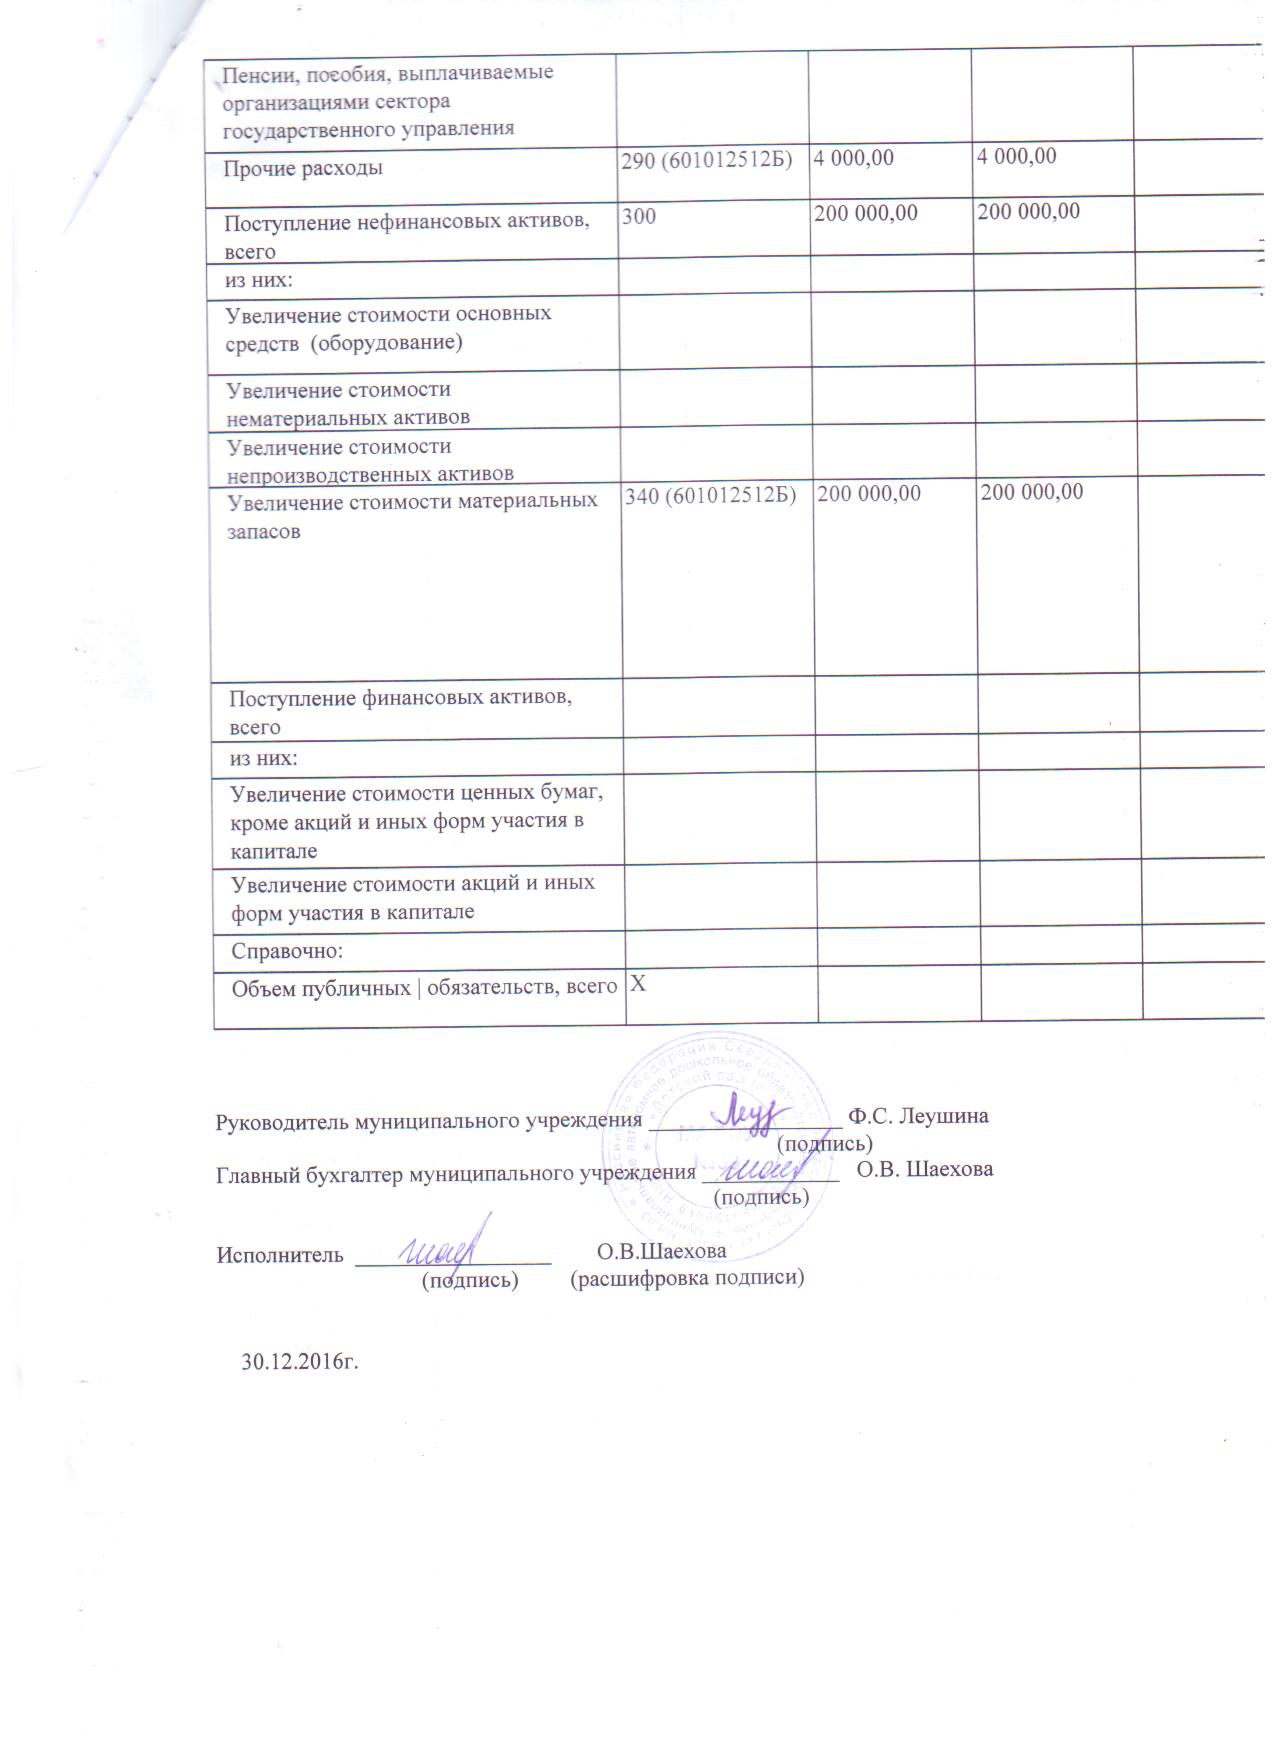 Пенсии, пособия, выплачиваемые
организациями сектора
государственного управления
Прочие расходы 290 (601012512Б) 4 000,00 4 000,00
Поступление нефинансовых активов, 300 200 000,00 200 000,00
всего
из них:
Увеличение стоимости основных
средств (оборудование)
Увеличение стоимости
нематериальных активов
Увеличение стоимости
непроизводственных активов
Увеличение стоимости материальных 340 (601012512Б) 200 000,00 200 000,00
запасов
Поступление финансовых активов,
всего
из них:
Увеличение стоимости ценных бумаг,
кроме акций и иных форм участия в
капитале
Увеличение стоимости акций и иных
форм участия в капитале
Справочно:
Объем публичных | обязательств, всего X
Руководитель муниципального учреждения Ф.С. Леушина
(подпись)
Главный бухгалтер муниципального учреждения О.В. Шаехова
(подпись)
Исполнитель О.В.Шаехова
(подпись) (расшифровка подписи)
30.12.2016г.